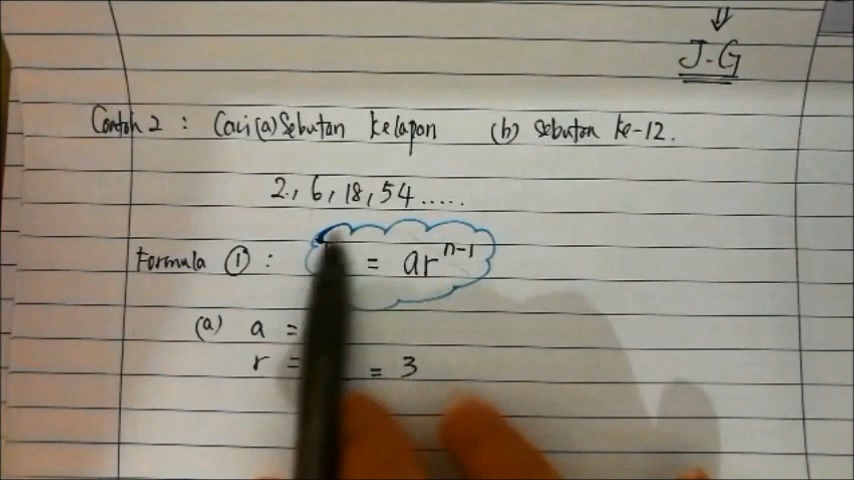 ⇓
J-G
Contoh 2 : Cari (a) Sebutan kelapan (b) Sebutan ke-12.
2, 6, 18, 54 .....
Formula ① : = ar^{n-1}
(a) a =
r = = 3